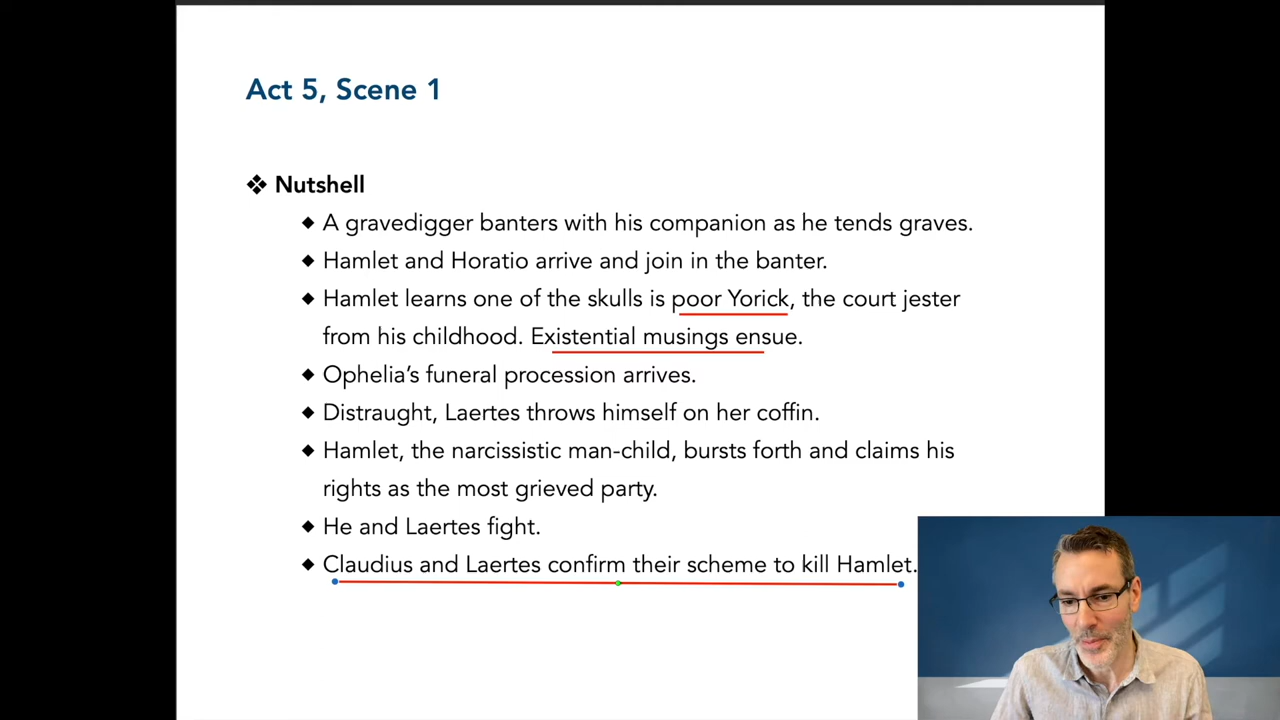 Act 5, Scene 1
❖ Nutshell
◆ A gravedigger banters with his companion as he tends graves.
◆ Hamlet and Horatio arrive and join in the banter.
◆ Hamlet learns one of the skulls is poor Yorick, the court jester
from his childhood. Existential musings ensue.
◆ Ophelia’s funeral procession arrives.
◆ Distraught, Laertes throws himself on her coffin.
◆ Hamlet, the narcissistic man-child, bursts forth and claims his
rights as the most grieved party.
◆ He and Laertes fight.
◆ Claudius and Laertes confirm their scheme to kill Hamlet.